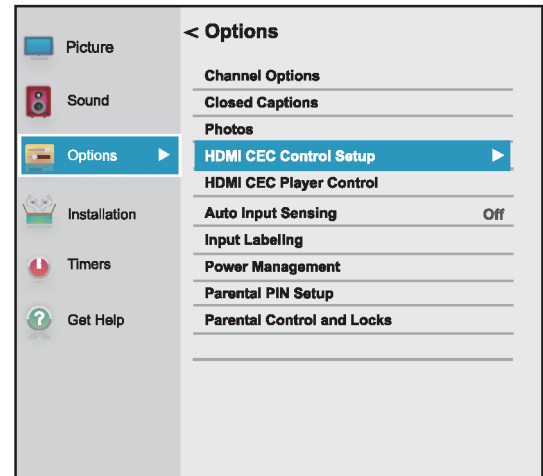 Picture
Sound
Options
Installation
Timers
Get Help
< Options
Channel Options
Closed Captions
Photos
HDMI CEC Control Setup
HDMI CEC Player Control
Auto Input Sensing Off
Input Labeling
Power Management
Parental PIN Setup
Parental Control and Locks